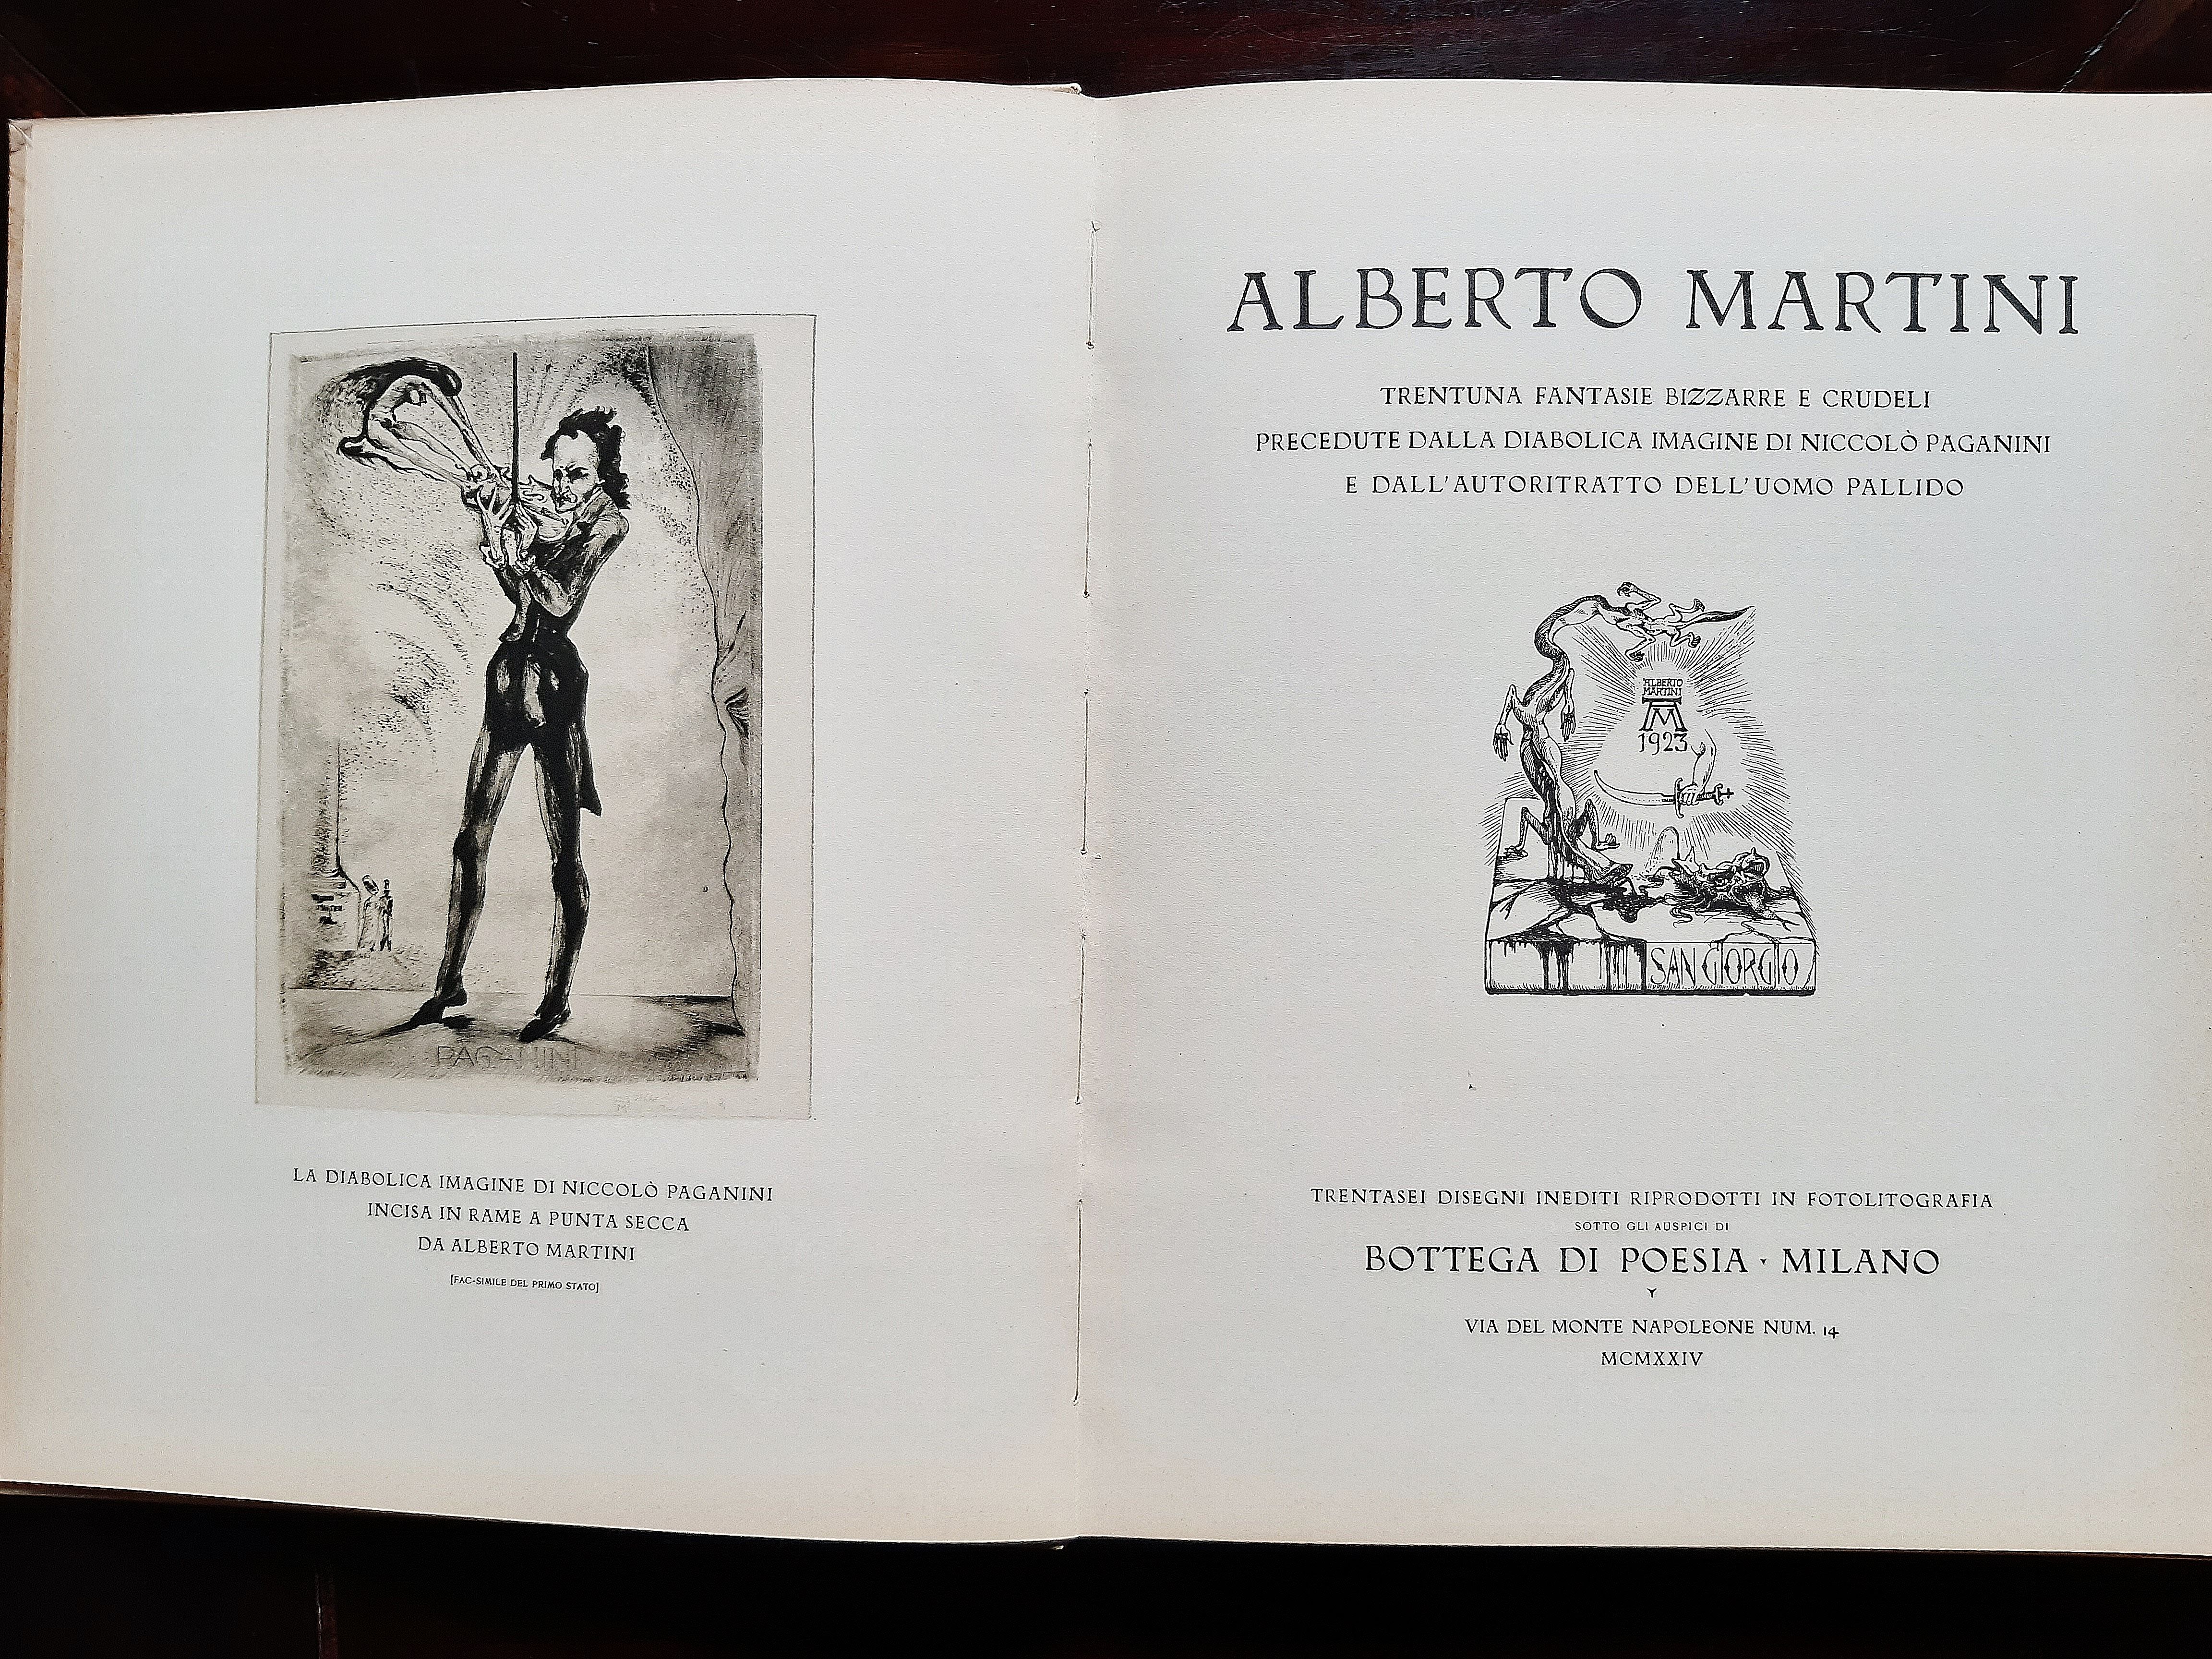 PAGANINI
LA DIABOLICA IMAGINE DI NICCOLÒ PAGANINI
INCISA IN RAME A PUNTA SECCA
DA ALBERTO MARTINI
[FAC-SIMILE DEL PRIMO STATO]
ALBERTO MARTINI
TRENTUNA FANTASIE BIZZARRE E CRUDELI
PRECEDUTE DALLA DIABOLICA IMAGINE DI NICCOLÒ PAGANINI
E DALL'AUTORITRATTO DELL'UOMO PALLIDO
ALBERTO
MARTINI
AM
1923
SAN GIORGIO
TRENTASEI DISEGNI INEDITI RIPRODOTTI IN FOTOLITOGRAFIA
SOTTO GLI AUSPICI DI
BOTTEGA DI POESIA · MILANO
VIA DEL MONTE NAPOLEONE NUM. 14
MCMXXIV